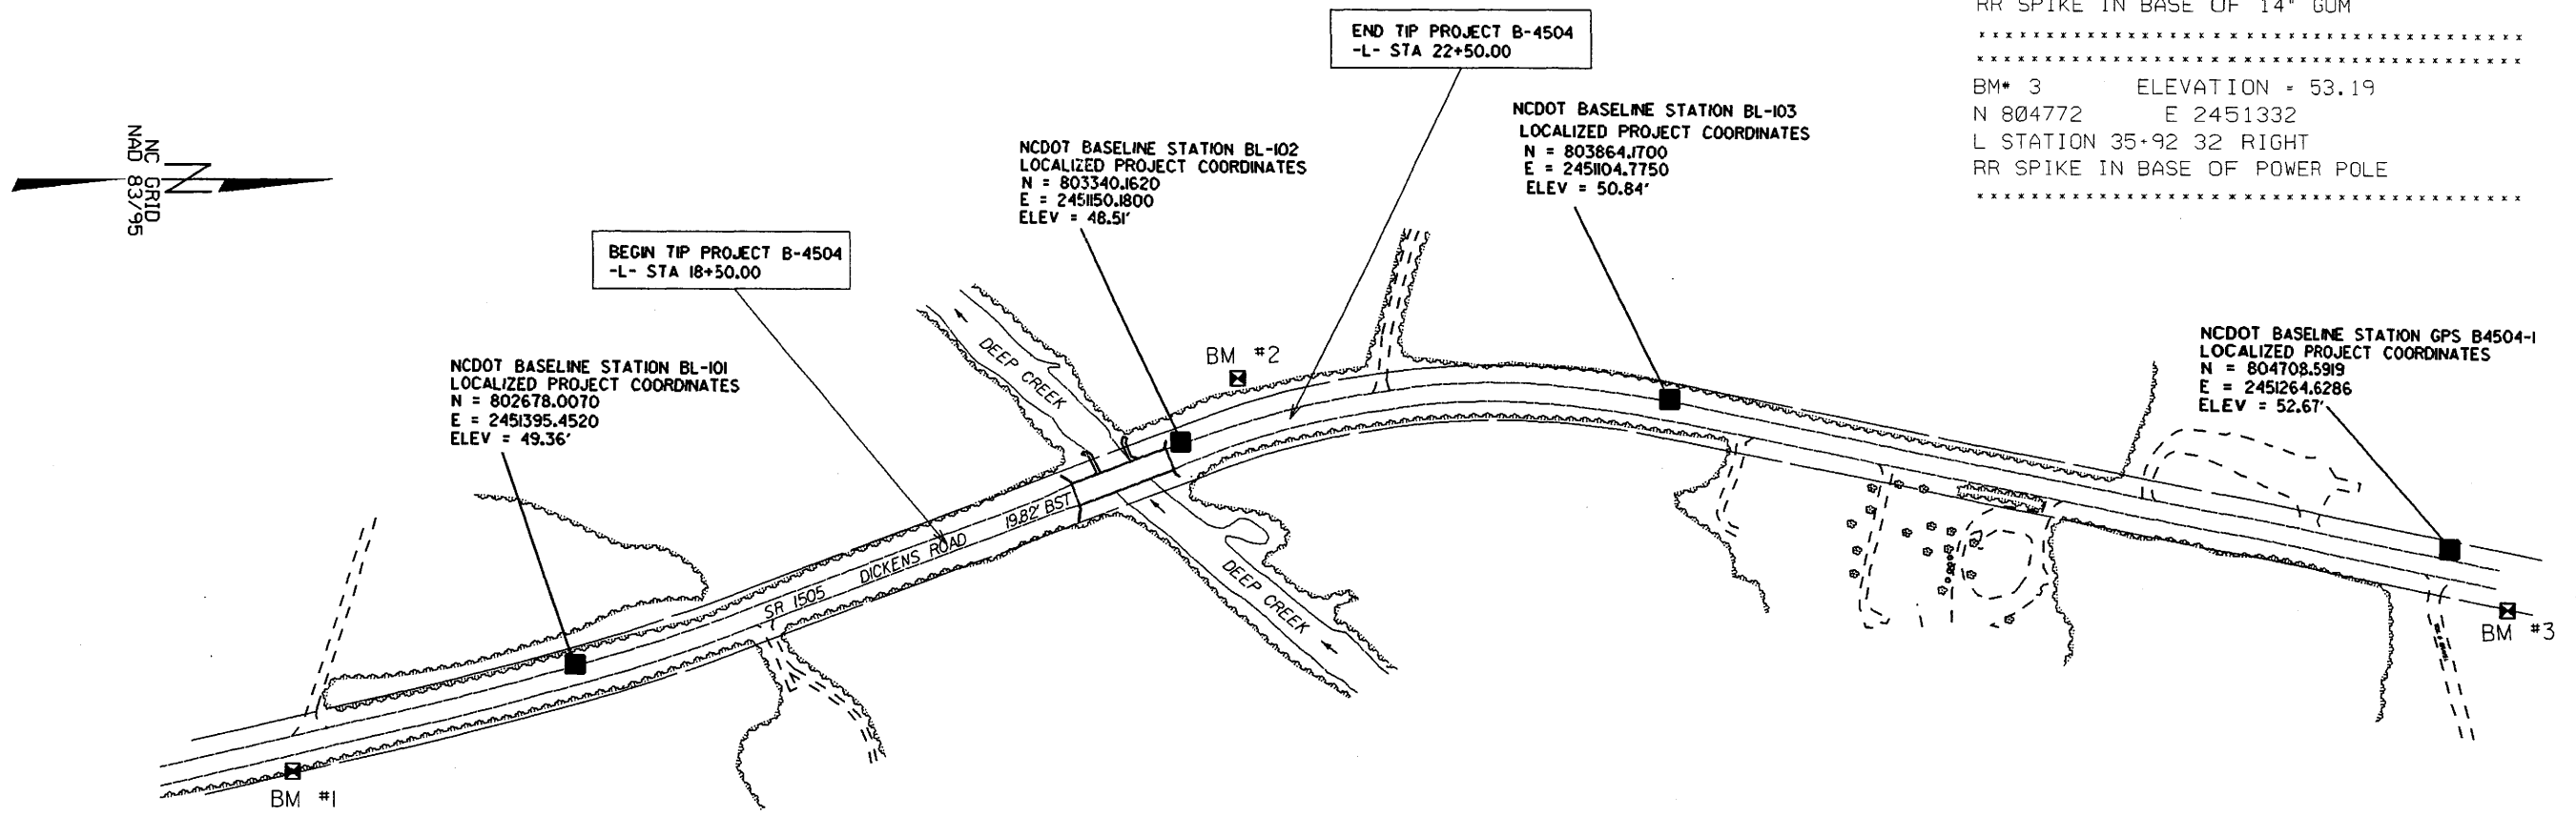 RR SPIKE IN BASE OF 14" GUM
* * * * * * * * * * * * * * * * * * * * * * * * * * * * * * * * * * * * * * * *
* * * * * * * * * * * * * * * * * * * * * * * * * * * * * * * * * * * * * * * *
BM# 3 ELEVATION = 53.19
N 804772 E 2451332
L STATION 35+92 32 RIGHT
RR SPIKE IN BASE OF POWER POLE
* * * * * * * * * * * * * * * * * * * * * * * * * * * * * * * * * * * * * * * *
END TIP PROJECT B-4504
-L- STA 22+50.00
NCDOT BASELINE STATION BL-103
LOCALIZED PROJECT COORDINATES
N = 803864.1700
E = 2451104.7750
ELEV = 50.84'
NC GRID
NAD 83/95
NCDOT BASELINE STATION BL-102
LOCALIZED PROJECT COORDINATES
N = 803340.1620
E = 2451150.1800
ELEV = 48.51'
BEGIN TIP PROJECT B-4504
-L- STA 18+50.00
NCDOT BASELINE STATION GPS B4504-1
LOCALIZED PROJECT COORDINATES
N = 804708.5919
E = 2451264.6286
ELEV = 52.67'
NCDOT BASELINE STATION BL-101
LOCALIZED PROJECT COORDINATES
N = 802678.0070
E = 2451395.4520
ELEV = 49.36'
DEEP CREEK
BM #2
19.82' BST
DICKENS ROAD
SR 1505
DEEP CREEK
BM #3
BM #1